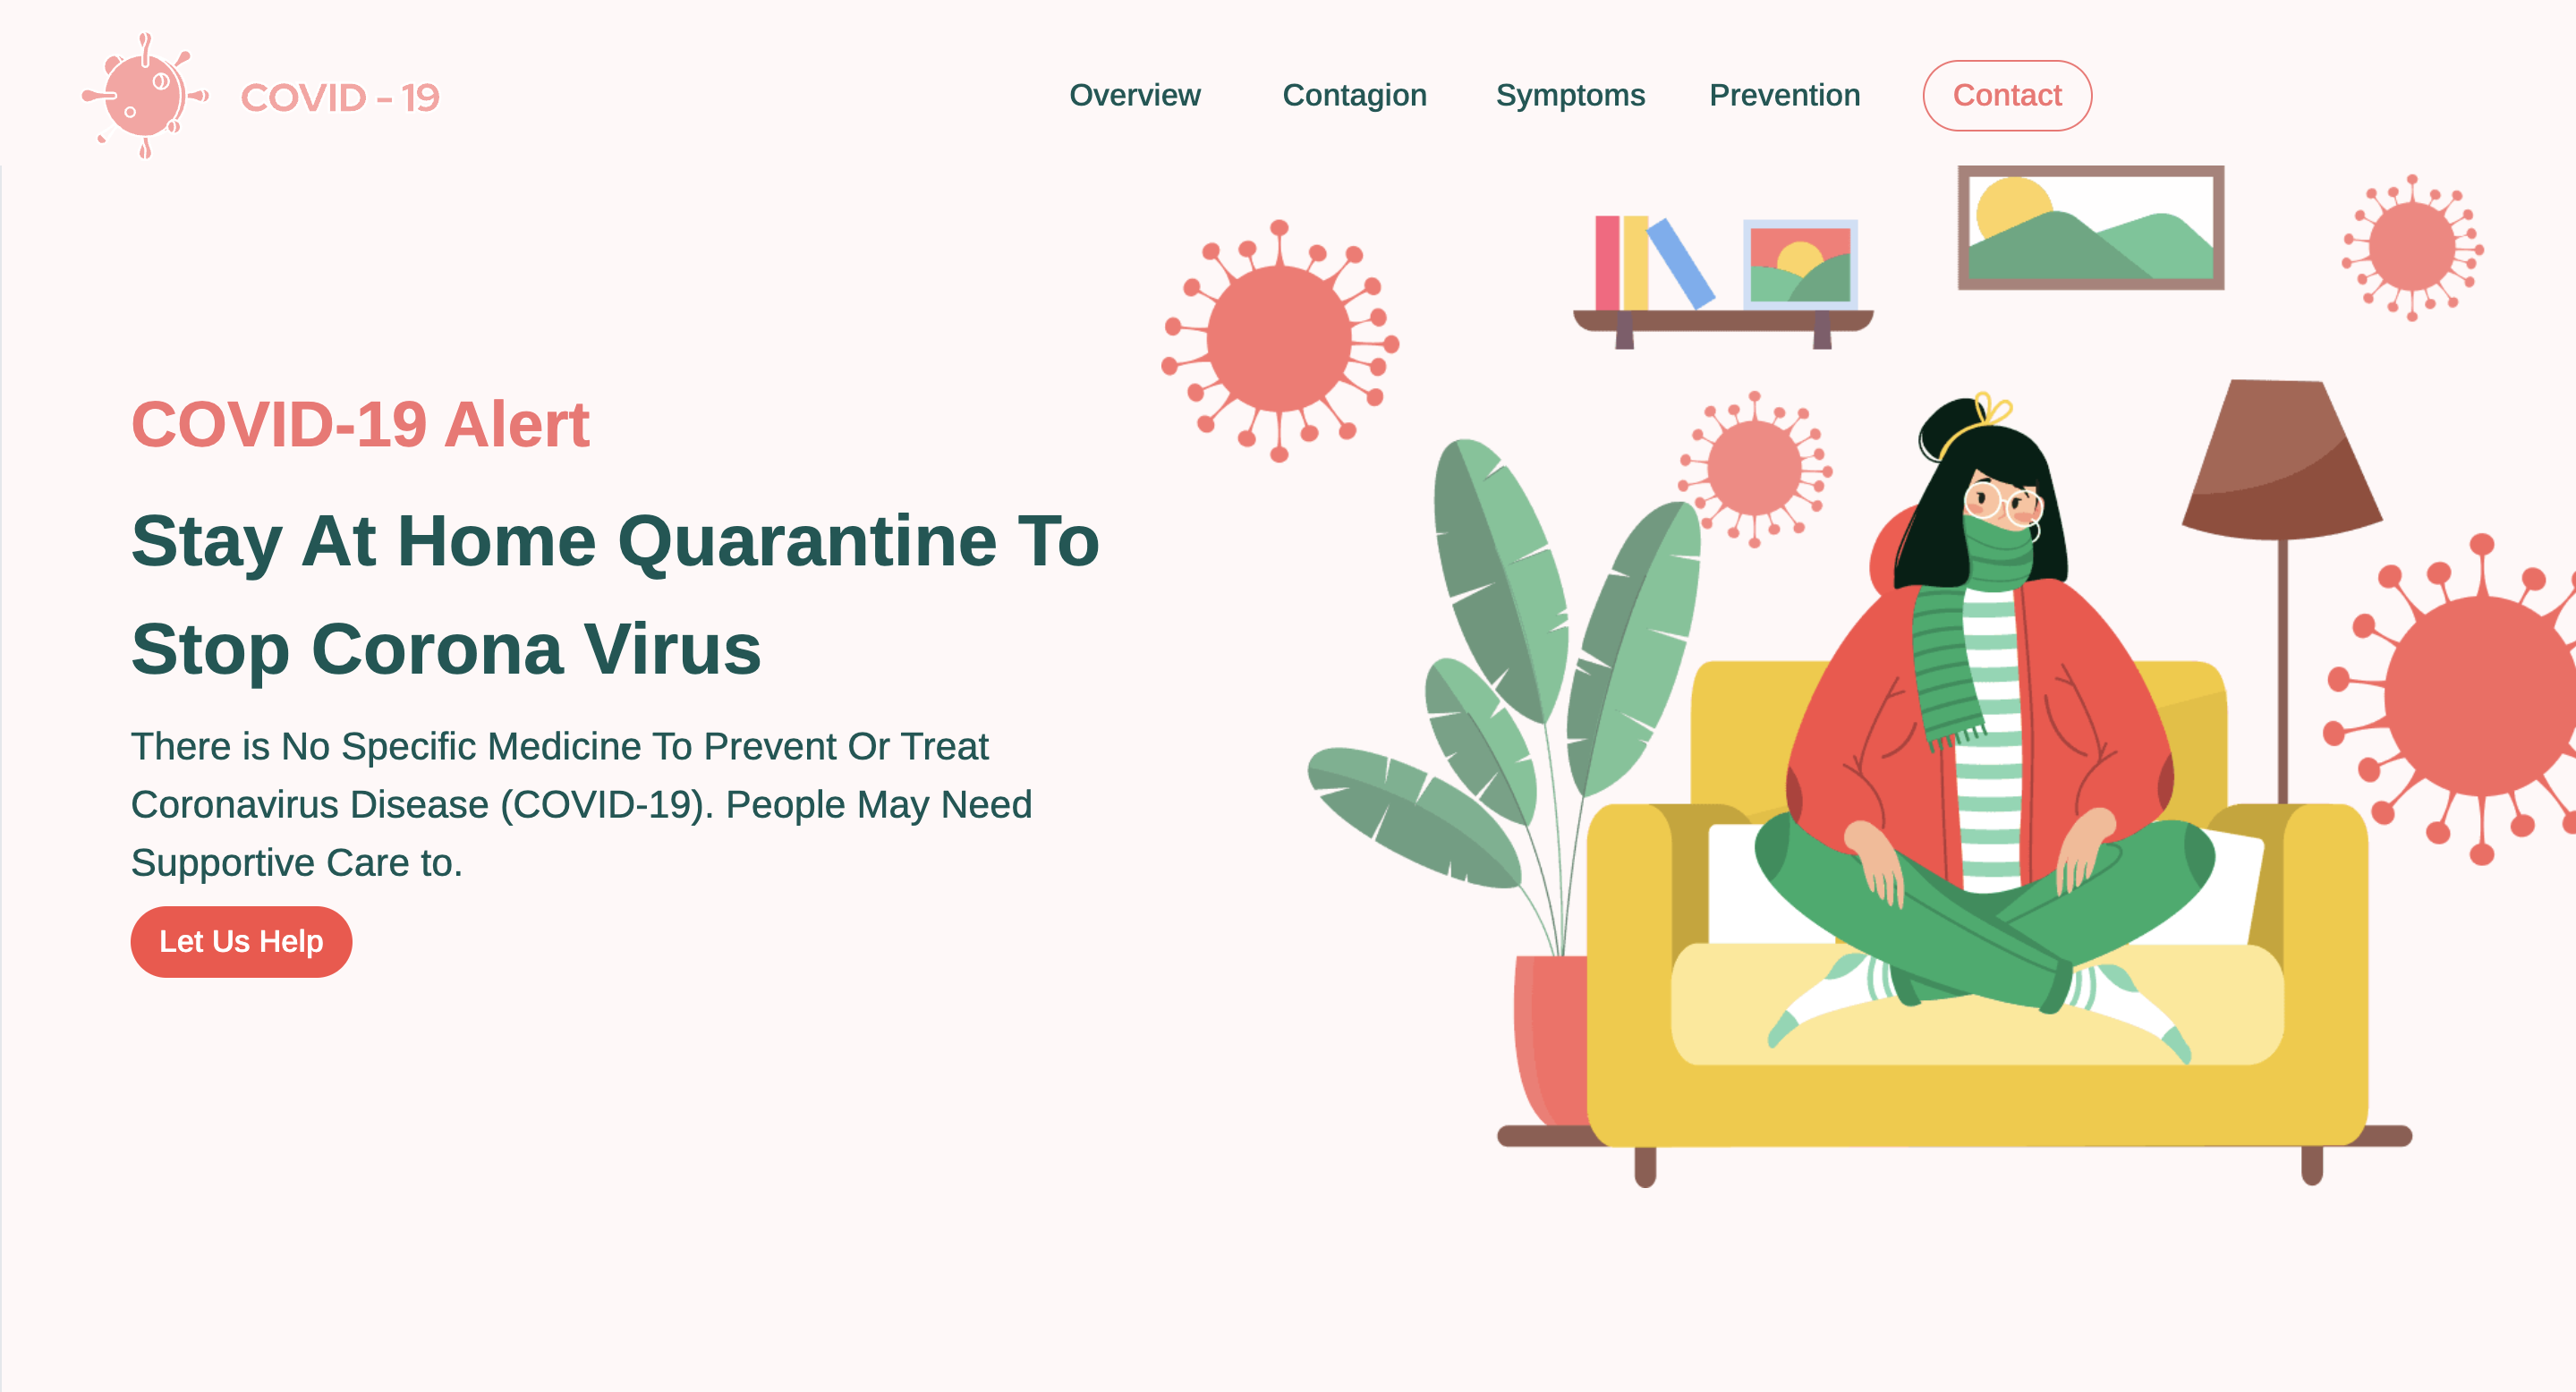 COVID - 19
Overview Contagion Symptoms Prevention Contact
COVID-19 Alert
Stay At Home Quarantine To
Stop Corona Virus
There is No Specific Medicine To Prevent Or Treat
Coronavirus Disease (COVID-19). People May Need
Supportive Care to.
Let Us Help